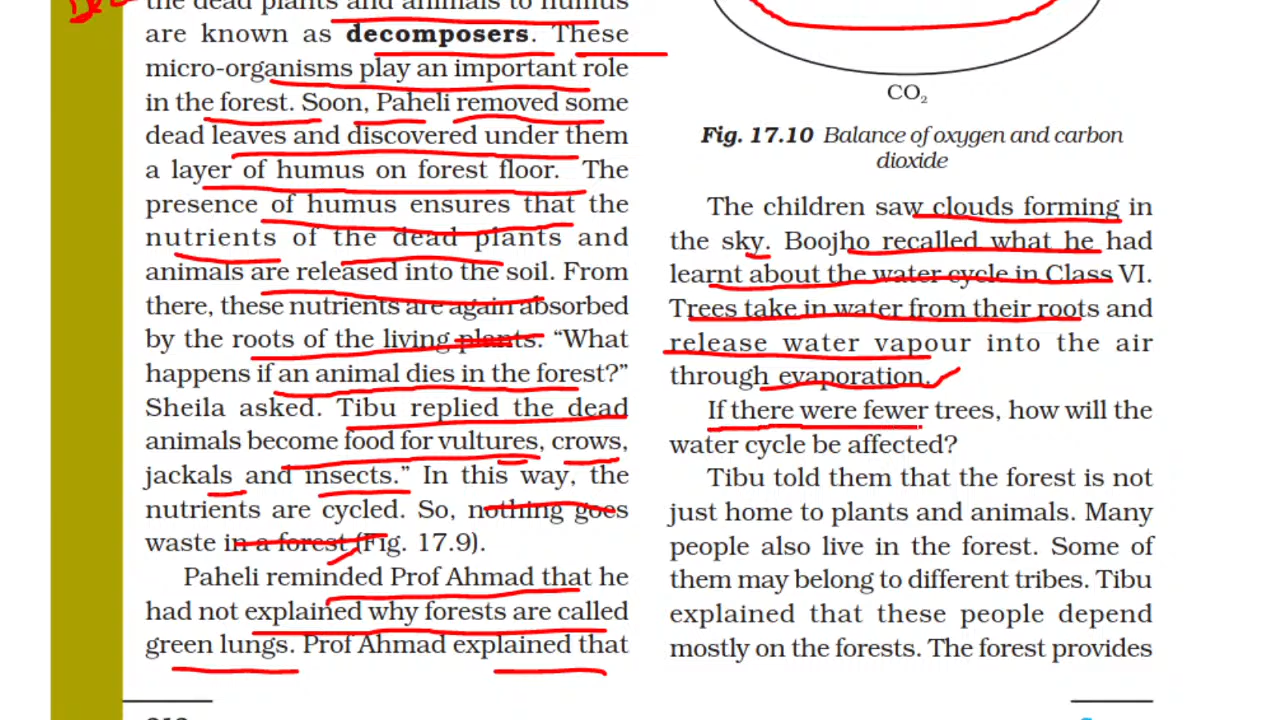 the dead plants and animals to humus
are known as decomposers. These
micro-organisms play an important role
in the forest. Soon, Paheli removed some
dead leaves and discovered under them
a layer of humus on forest floor. The
presence of humus ensures that the
nutrients of the dead plants and
animals are released into the soil. From
there, these nutrients are again absorbed
by the roots of the living plants. “What
happens if an animal dies in the forest?”
Sheila asked. Tibu replied the dead
animals become food for vultures, crows,
jackals and insects.” In this way, the
nutrients are cycled. So, nothing goes
waste in a forest (Fig. 17.9).
Paheli reminded Prof Ahmad that he
had not explained why forests are called
green lungs. Prof Ahmad explained that
CO₂
Fig. 17.10 Balance of oxygen and carbon
dioxide
The children saw clouds forming in
the sky. Boojho recalled what he had
learnt about the water cycle in Class VI.
Trees take in water from their roots and
release water vapour into the air
through evaporation.
If there were fewer trees, how will the
water cycle be affected?
Tibu told them that the forest is not
just home to plants and animals. Many
people also live in the forest. Some of
them may belong to different tribes. Tibu
explained that these people depend
mostly on the forests. The forest provides